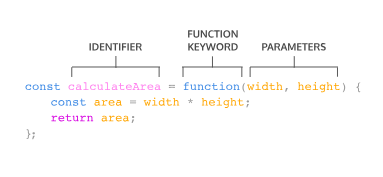 IDENTIFIER
FUNCTION
KEYWORD
PARAMETERS
const calculateArea = function(width, height) {
    const area = width * height;
    return area;
};